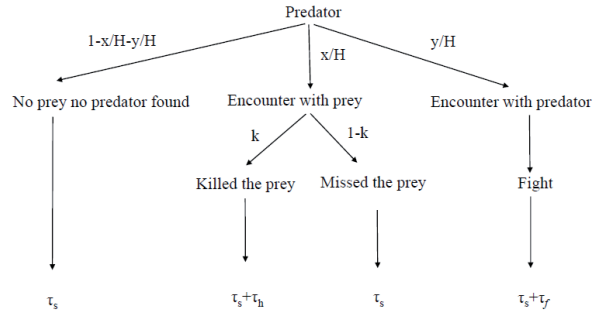 Predator
1-x/H-y/H
x/H
y/H
No prey no predator found
Encounter with prey
Encounter with predator
k
1-k
Killed the prey
Missed the prey
Fight
τs
τs+τh
τs
τs+τf